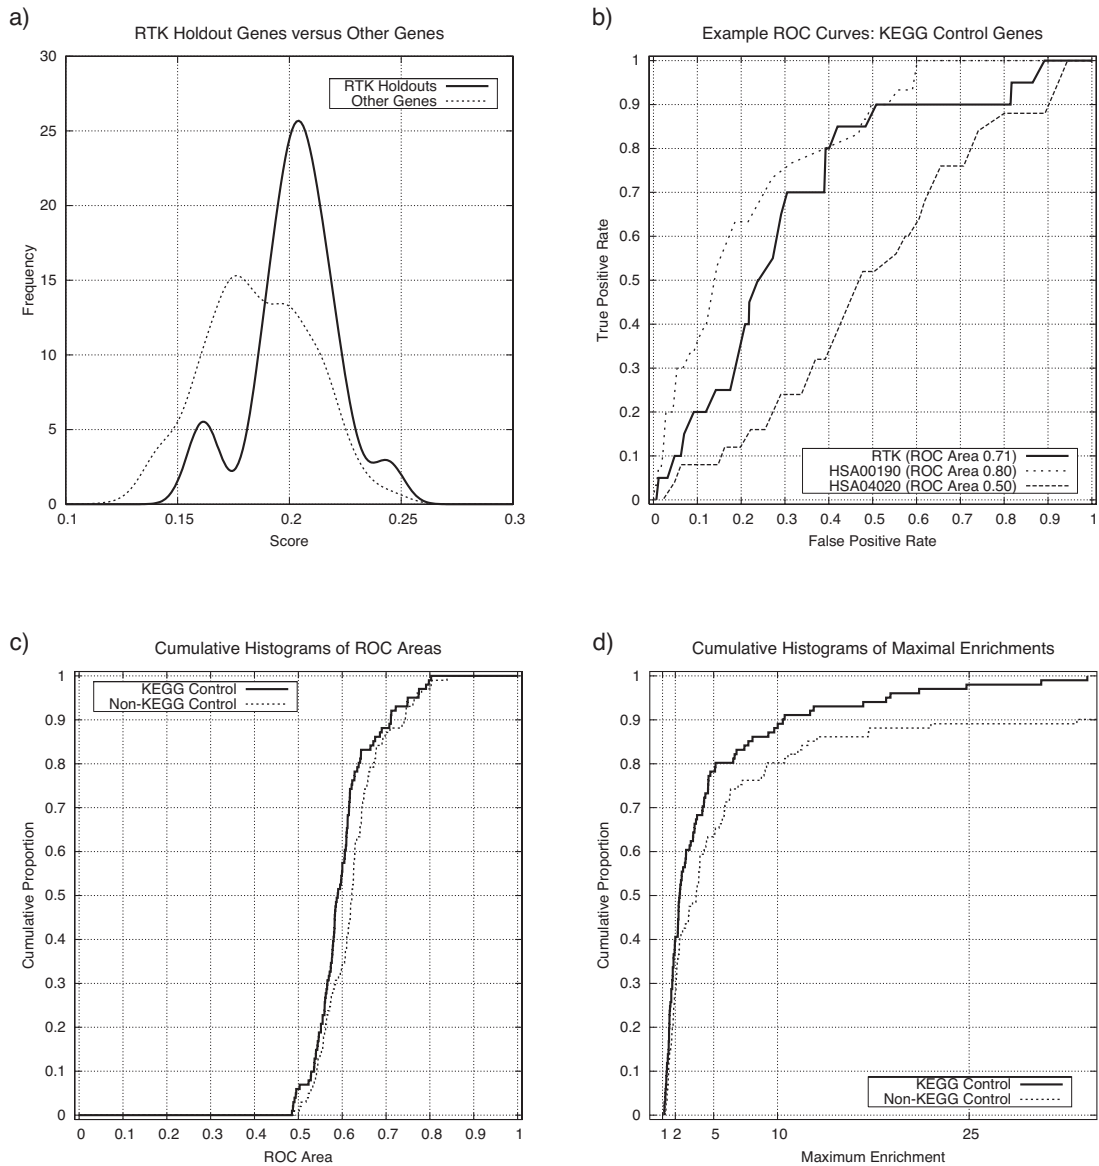 a)
RTK Holdout Genes versus Other Genes
30
25
20
15
10
5
0
Frequency
RTK Holdouts
Other Genes
0.1 0.15 0.2 0.25 0.3
Score
b)
Example ROC Curves: KEGG Control Genes
1
0.9
0.8
0.7
0.6
0.5
0.4
0.3
0.2
0.1
0
True Positive Rate
RTK (ROC Area 0.71)
HSA00190 (ROC Area 0.80)
HSA04020 (ROC Area 0.50)
0 0.1 0.2 0.3 0.4 0.5 0.6 0.7 0.8 0.9 1
False Positive Rate
c)
Cumulative Histograms of ROC Areas
1
0.9
0.8
0.7
0.6
0.5
0.4
0.3
0.2
0.1
0
Cumulative Proportion
KEGG Control
Non-KEGG Control
0 0.1 0.2 0.3 0.4 0.5 0.6 0.7 0.8 0.9 1
ROC Area
d)
Cumulative Histograms of Maximal Enrichments
1
0.9
0.8
0.7
0.6
0.5
0.4
0.3
0.2
0.1
0
Cumulative Proportion
KEGG Control
Non-KEGG Control
1 2 5 10 25
Maximum Enrichment